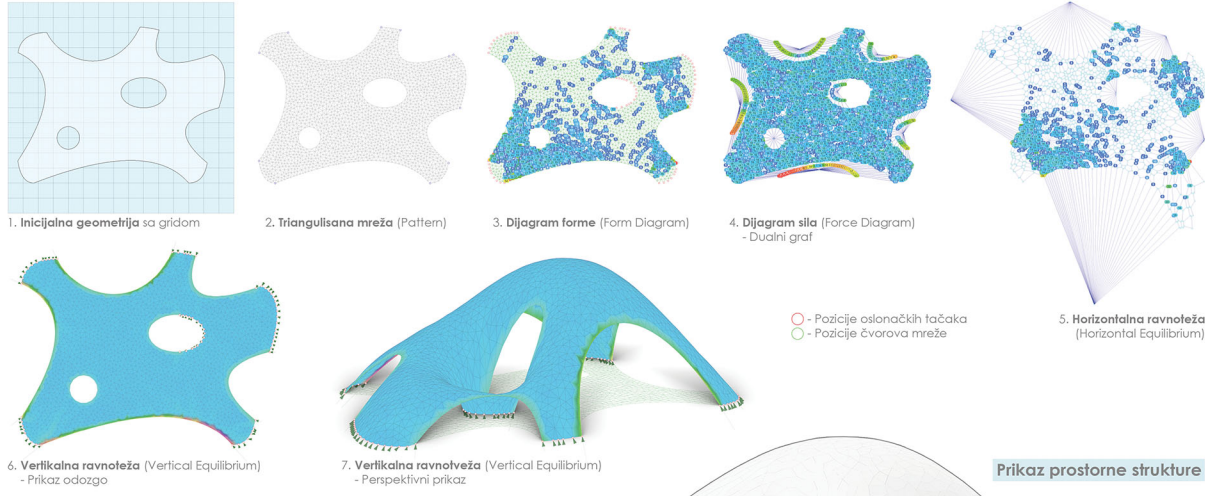 1. Inicijalna geometrija sa gridom
2. Triangulisana mreža (Pattern)
3. Dijagram forme (Form Diagram)
4. Dijagram sila (Force Diagram)
- Dualni graf
- Pozicije oslonačkih tačaka
- Pozicije čvorova mreže
5. Horizontalna ravnoteža
(Horizontal Equilibrium)
6. Vertikalna ravnoteža (Vertical Equilibrium)
- Prikaz odozgo
7. Vertikalna ravnotveža (Vertical Equilibrium)
- Perspektivni prikaz
Prikaz prostorne strukture